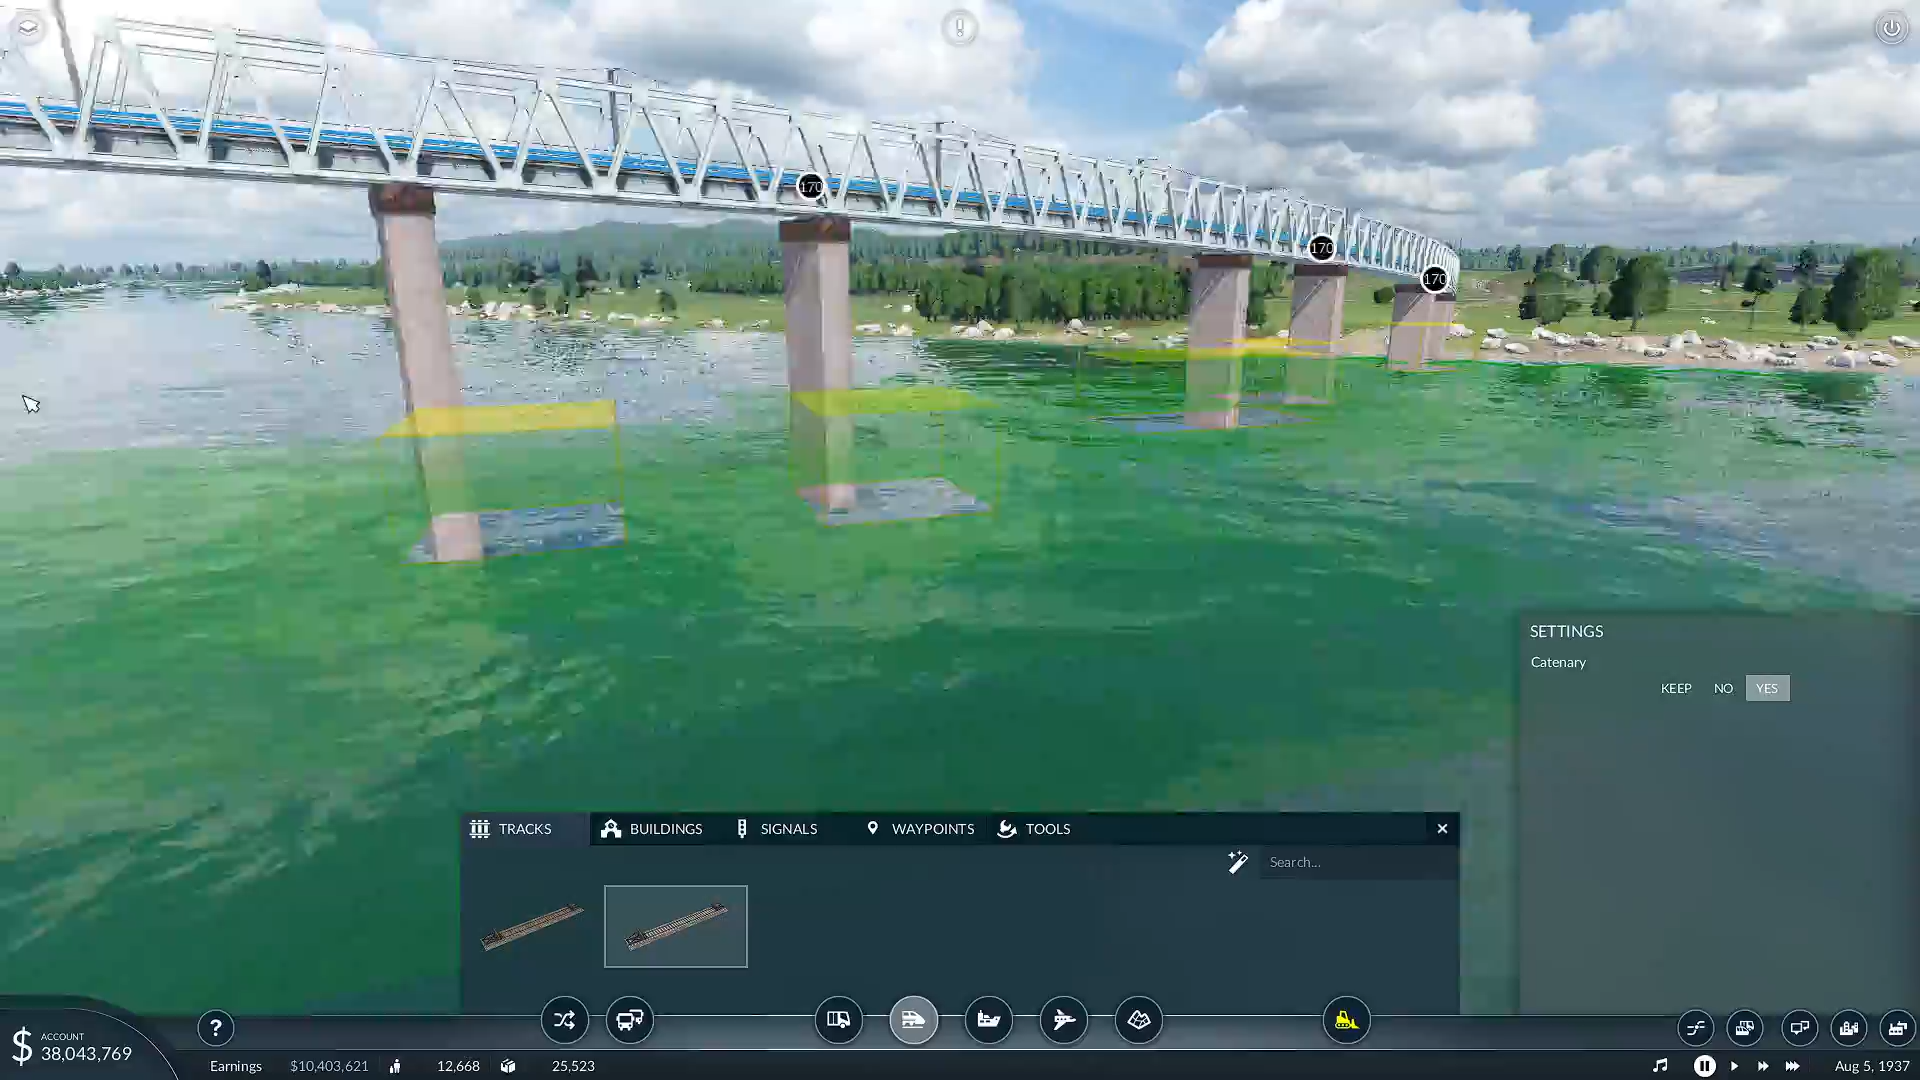 170
170
170
SETTINGS
Catenary
KEEP NO YES
TRACKS BUILDINGS SIGNALS WAYPOINTS TOOLS
Search...
ACCOUNT
$ 38,043,769
?
Earnings $10,403,621 12,668 25,523
Aug 5, 1937